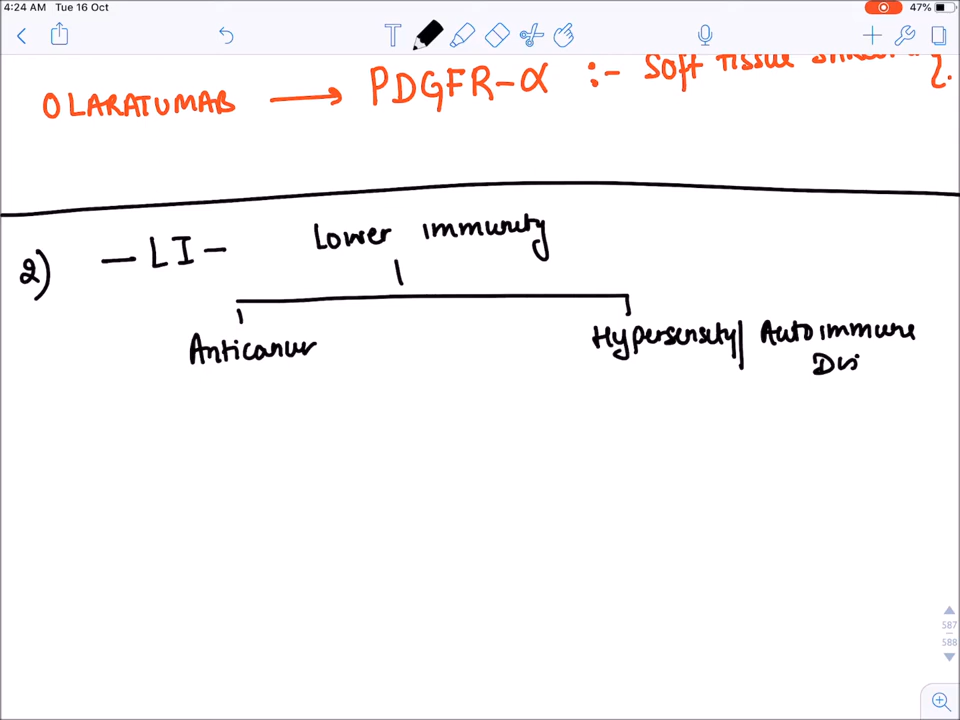 4:24 AM Tue 16 Oct 47%
T
OLARATUMAB → PDGFR-α :- Soft tissue
2) - LI - Lower immunity
Anticancer Hypersensity | Autoimmune
Dis
587
588